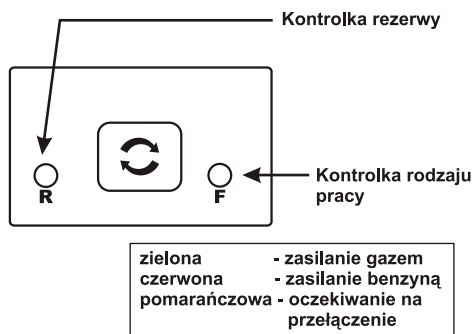 Kontrolka rezerwy
R
F
Kontrolka rodzaju
pracy
zielona - zasilanie gazem
czerwona - zasilanie benzyną
pomarańczowa - oczekiwanie na
przełączenie